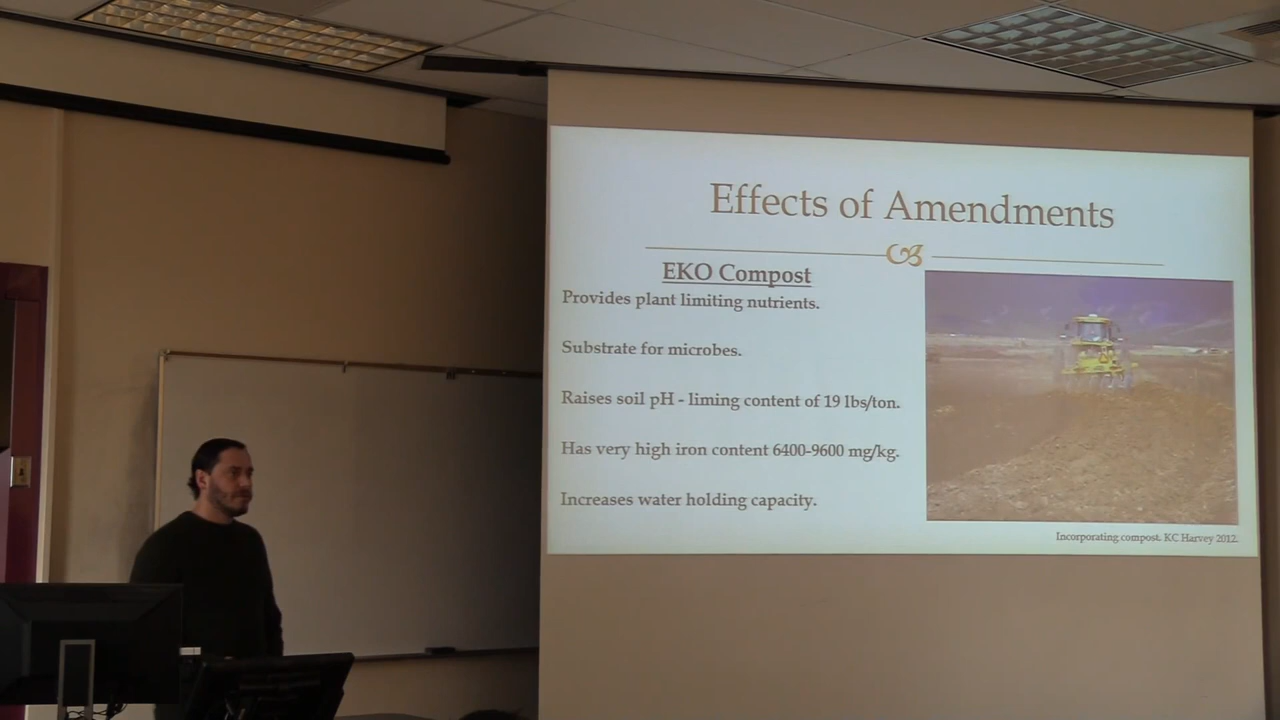 Effects of Amendments
EKO Compost
Provides plant limiting nutrients.
Substrate for microbes.
Raises soil pH - liming content of 19 lbs/ton.
Has very high iron content 6400-9600 mg/kg.
Increases water holding capacity.
Incorporating compost. KC Harvey 2012.